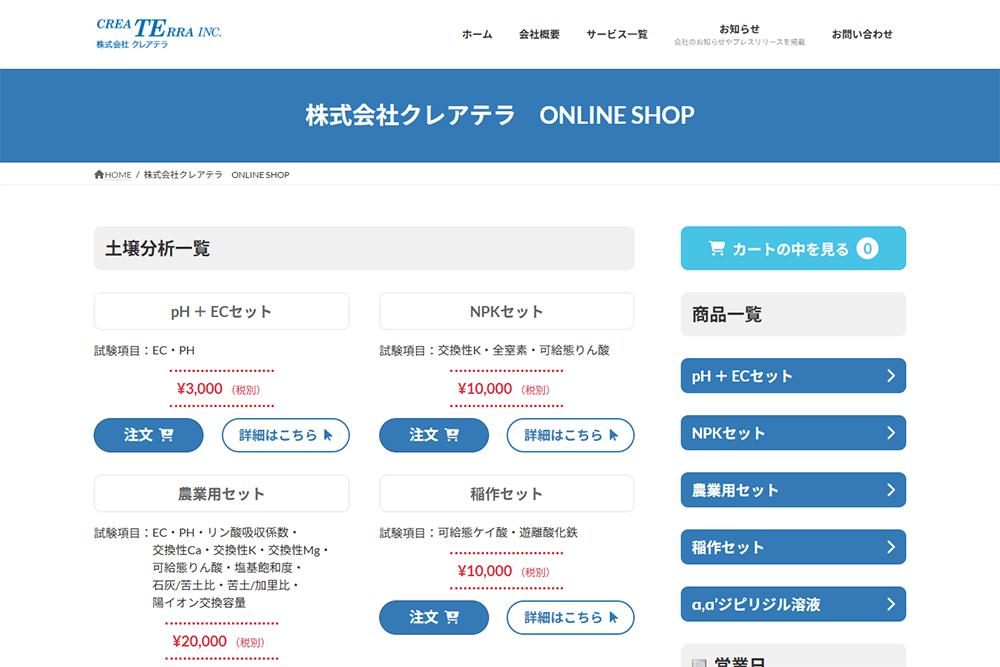 CREATERRA INC.
株式会社 クレアテラ
ホーム
会社概要
サービス一覧
お知らせ
会社のお知らせやプレスリリースを掲載
お問い合わせ
株式会社クレアテラ　ONLINE SHOP
HOME / 株式会社クレアテラ　ONLINE SHOP
土壌分析一覧
pH + ECセット
試験項目：EC・PH
¥3,000（税別）
注文
詳細はこちら
NPKセット
試験項目：交換性K・全窒素・可給態りん酸
¥10,000（税別）
注文
詳細はこちら
農業用セット
試験項目：EC・PH・リン酸吸収係数・
交換性Ca・交換性K・交換性Mg・
可給態りん酸・塩基飽和度・
石灰/苦土比・苦土/加里比・
陽イオン交換容量
¥20,000（税別）
稲作セット
試験項目：可給態ケイ酸・遊離酸化鉄
¥10,000（税別）
注文
詳細はこちら
カートの中を見る 0
商品一覧
pH + ECセット
NPKセット
農業用セット
稲作セット
α,α'ジピリジル溶液
営業日